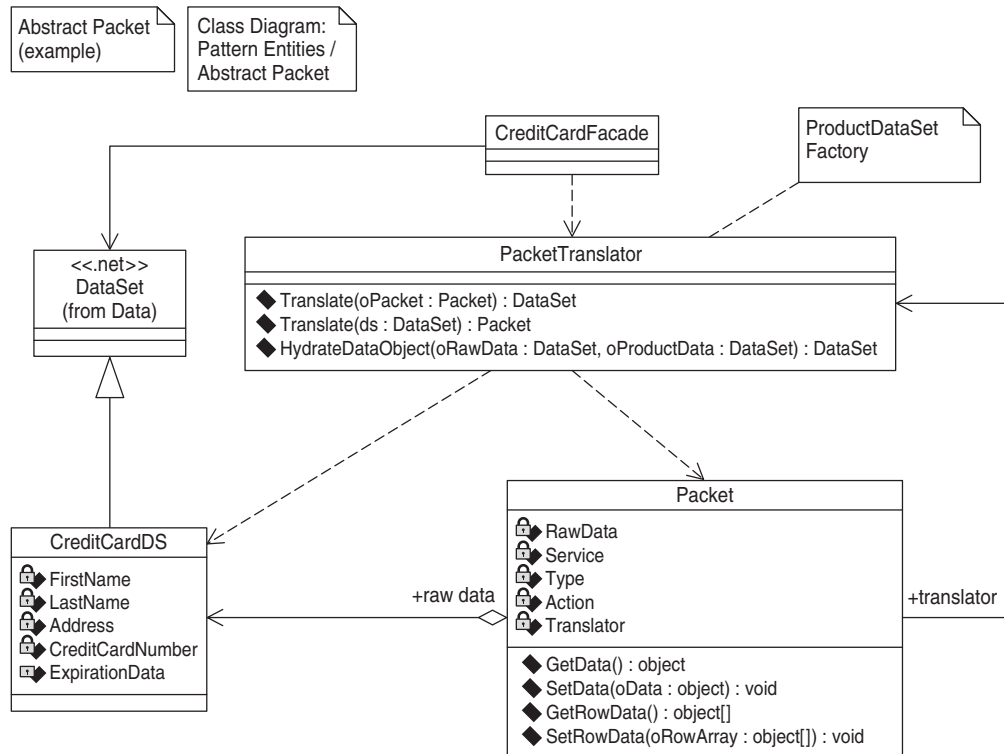 Abstract Packet
(example)
Class Diagram:
Pattern Entities /
Abstract Packet
CreditCardFacade
ProductDataSet
Factory
<<.net>>
DataSet
(from Data)
PacketTranslator
Translate(oPacket : Packet) : DataSet
Translate(ds : DataSet) : Packet
HydrateDataObject(oRawData : DataSet, oProductData : DataSet) : DataSet
CreditCardDS
FirstName
LastName
Address
CreditCardNumber
ExpirationData
+raw data
Packet
RawData
Service
Type
Action
Translator
GetData() : object
SetData(oData : object) : void
GetRowData() : object[]
SetRowData(oRowArray : object[]) : void
+translator